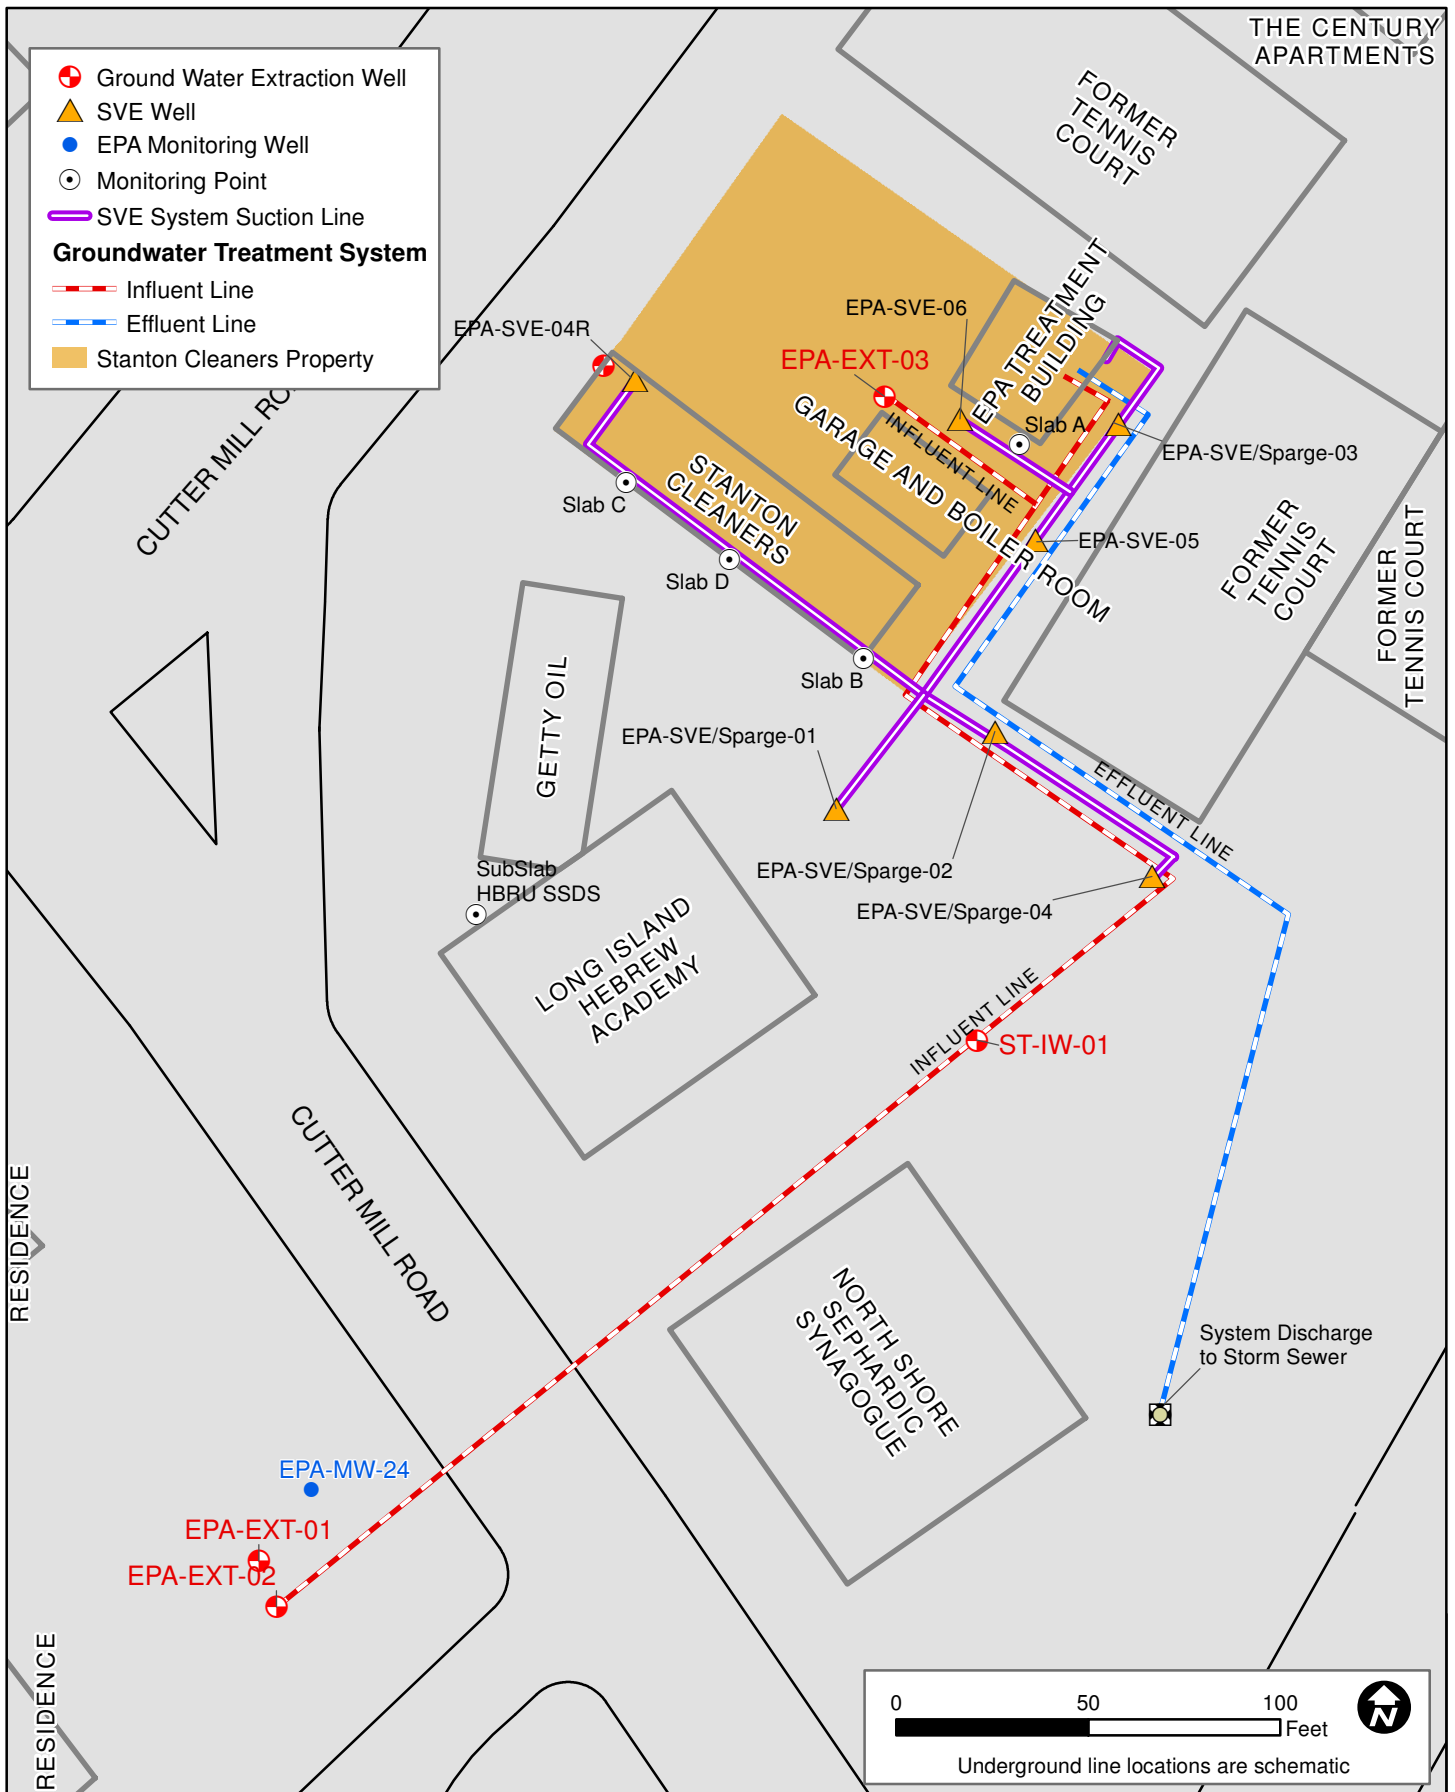 THE CENTURY
APARTMENTS
Ground Water Extraction Well
SVE Well
EPA Monitoring Well
Monitoring Point
SVE System Suction Line
Groundwater Treatment System
Influent Line
Effluent Line
Stanton Cleaners Property
FORMER
TENNIS
COURT
EPA-SVE-06
EPA-SVE-04R
EPA-EXT-03
EPA TREATMENT
BUILDING
Slab A
EPA-SVE/Sparge-03
INFLUENT LINE
GARAGE AND BOILER ROOM
CUTTER MILL RO
STANTON
CLEANERS
Slab C
EPA-SVE-05
FORMER
TENNIS
COURT
FORMER
TENNIS COURT
Slab D
Slab B
GETTY OIL
EPA-SVE/Sparge-01
EFFLUENT LINE
EPA-SVE/Sparge-02
SubSlab
HBRU SSDS
EPA-SVE/Sparge-04
LONG ISLAND
HEBREW
ACADEMY
INFLUENT LINE
ST-IW-01
CUTTER MILL ROAD
RESIDENCE
NORTH SHORE
SEPHARDIC
SYNAGOGUE
System Discharge
to Storm Sewer
EPA-MW-24
EPA-EXT-01
EPA-EXT-02
RESIDENCE
0 50 100
Feet
N
Underground line locations are schematic